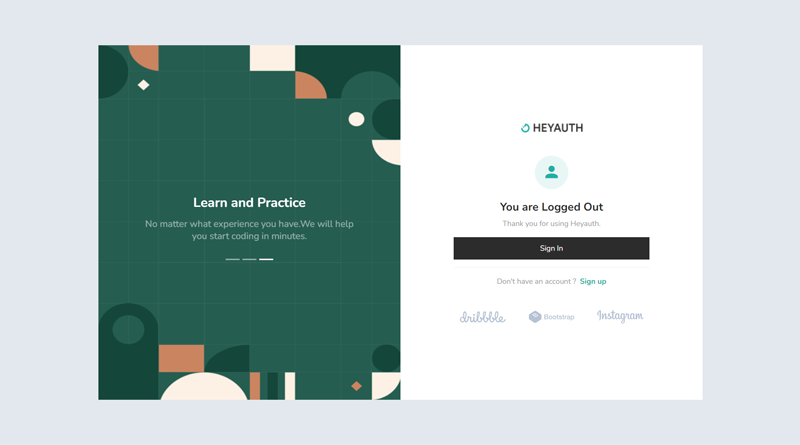 HEYAUTH
Learn and Practice
No matter what experience you have.We will help
you start coding in minutes.
You are Logged Out
Thank you for using Heyauth.
Sign In
Don't have an account ? Sign up
dribbble
Bootstrap
Instagram